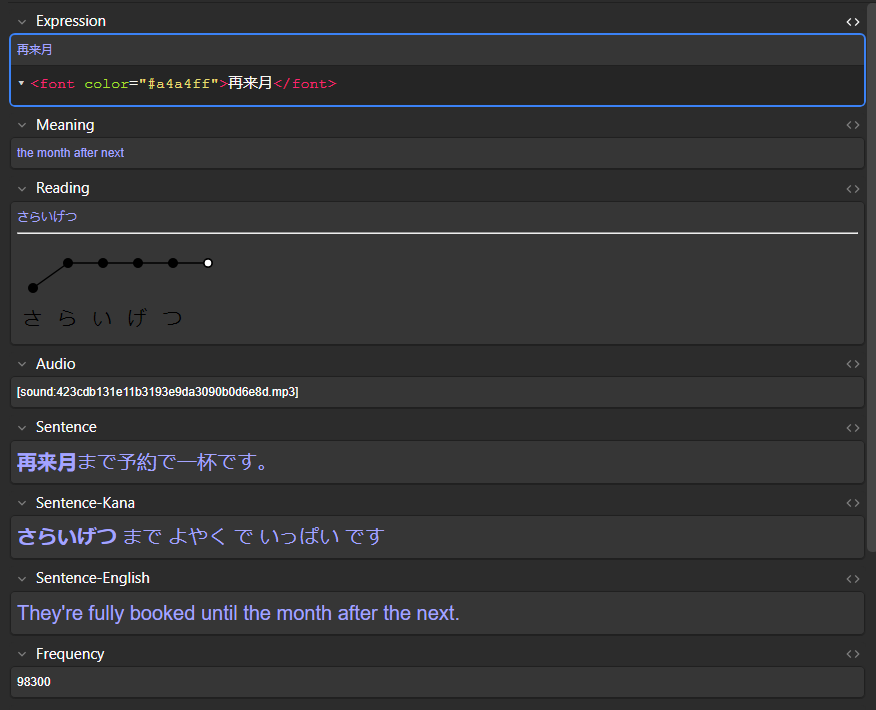 Expression
再来月
<font color="#a4a4ff">再来月</font>
Meaning
the month after next
Reading
さらいげつ
さ ら い げ つ
Audio
[sound:423cdb131e11b3193e9da3090b0d6e8d.mp3]
Sentence
再来月まで予約で一杯です。
Sentence-Kana
さらいげつ まで よやく で いっぱい です
Sentence-English
They're fully booked until the month after the next.
Frequency
98300